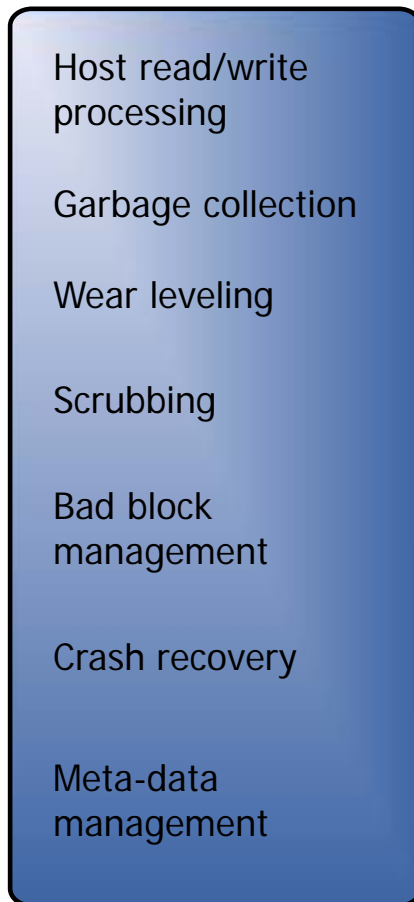 Host read/write
processing
Garbage collection
Wear leveling
Scrubbing
Bad block
management
Crash recovery
Meta-data
management